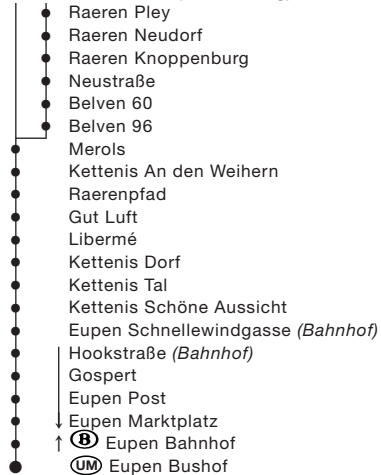 Raeren Pley
Raeren Neudorf
Raeren Knoppenburg
Neustraße
Belven 60
Belven 96
Merols
Kettenis An den Weihern
Raerenpfad
Gut Luft
Libermé
Kettenis Dorf
Kettenis Tal
Kettenis Schöne Aussicht
Eupen Schnellewindgasse (Bahnhof)
Hookstraße (Bahnhof)
Gospert
Eupen Post
↓ Eupen Marktplatz
↑ B Eupen Bahnhof
UM Eupen Bushof